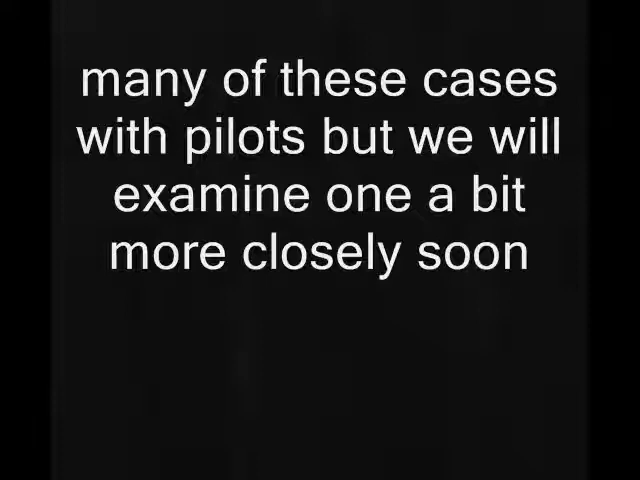 many of these cases
with pilots but we will
examine one a bit
more closely soon